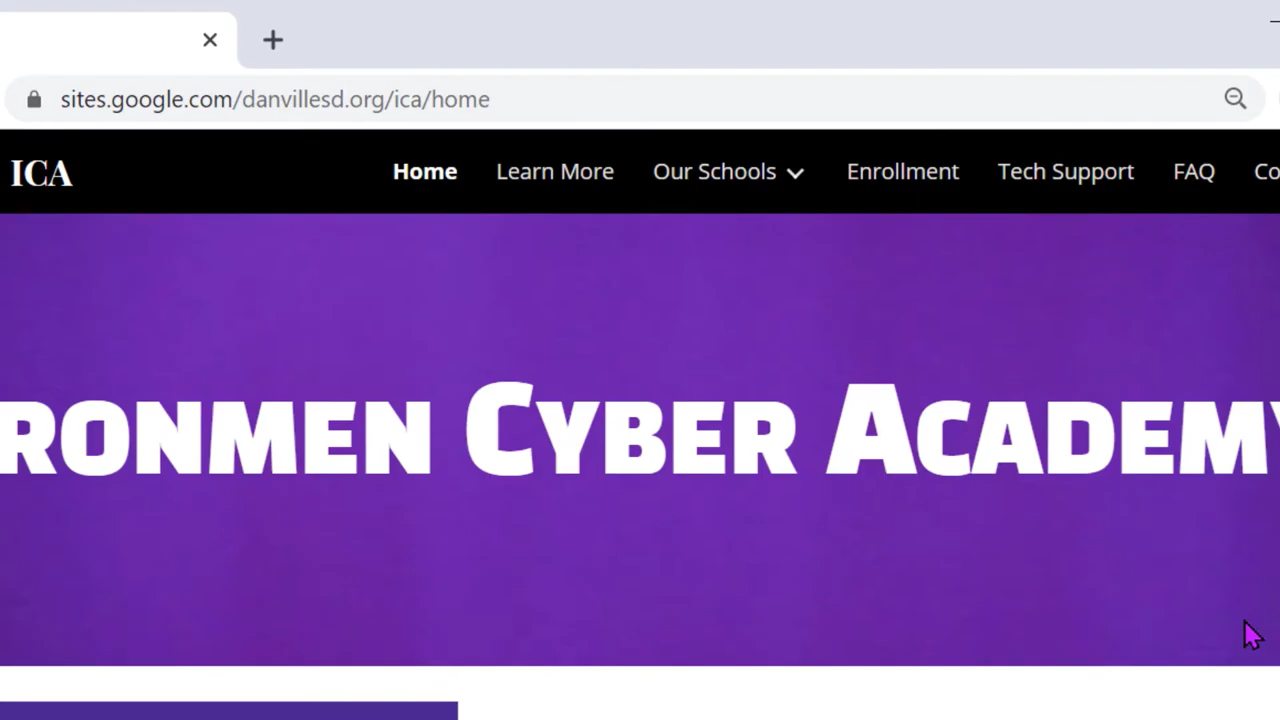 sites.google.com/danvillesd.org/ica/home
ICA Home Learn More Our Schools Enrollment Tech Support FAQ Co
RONMEN CYBER ACADEMY